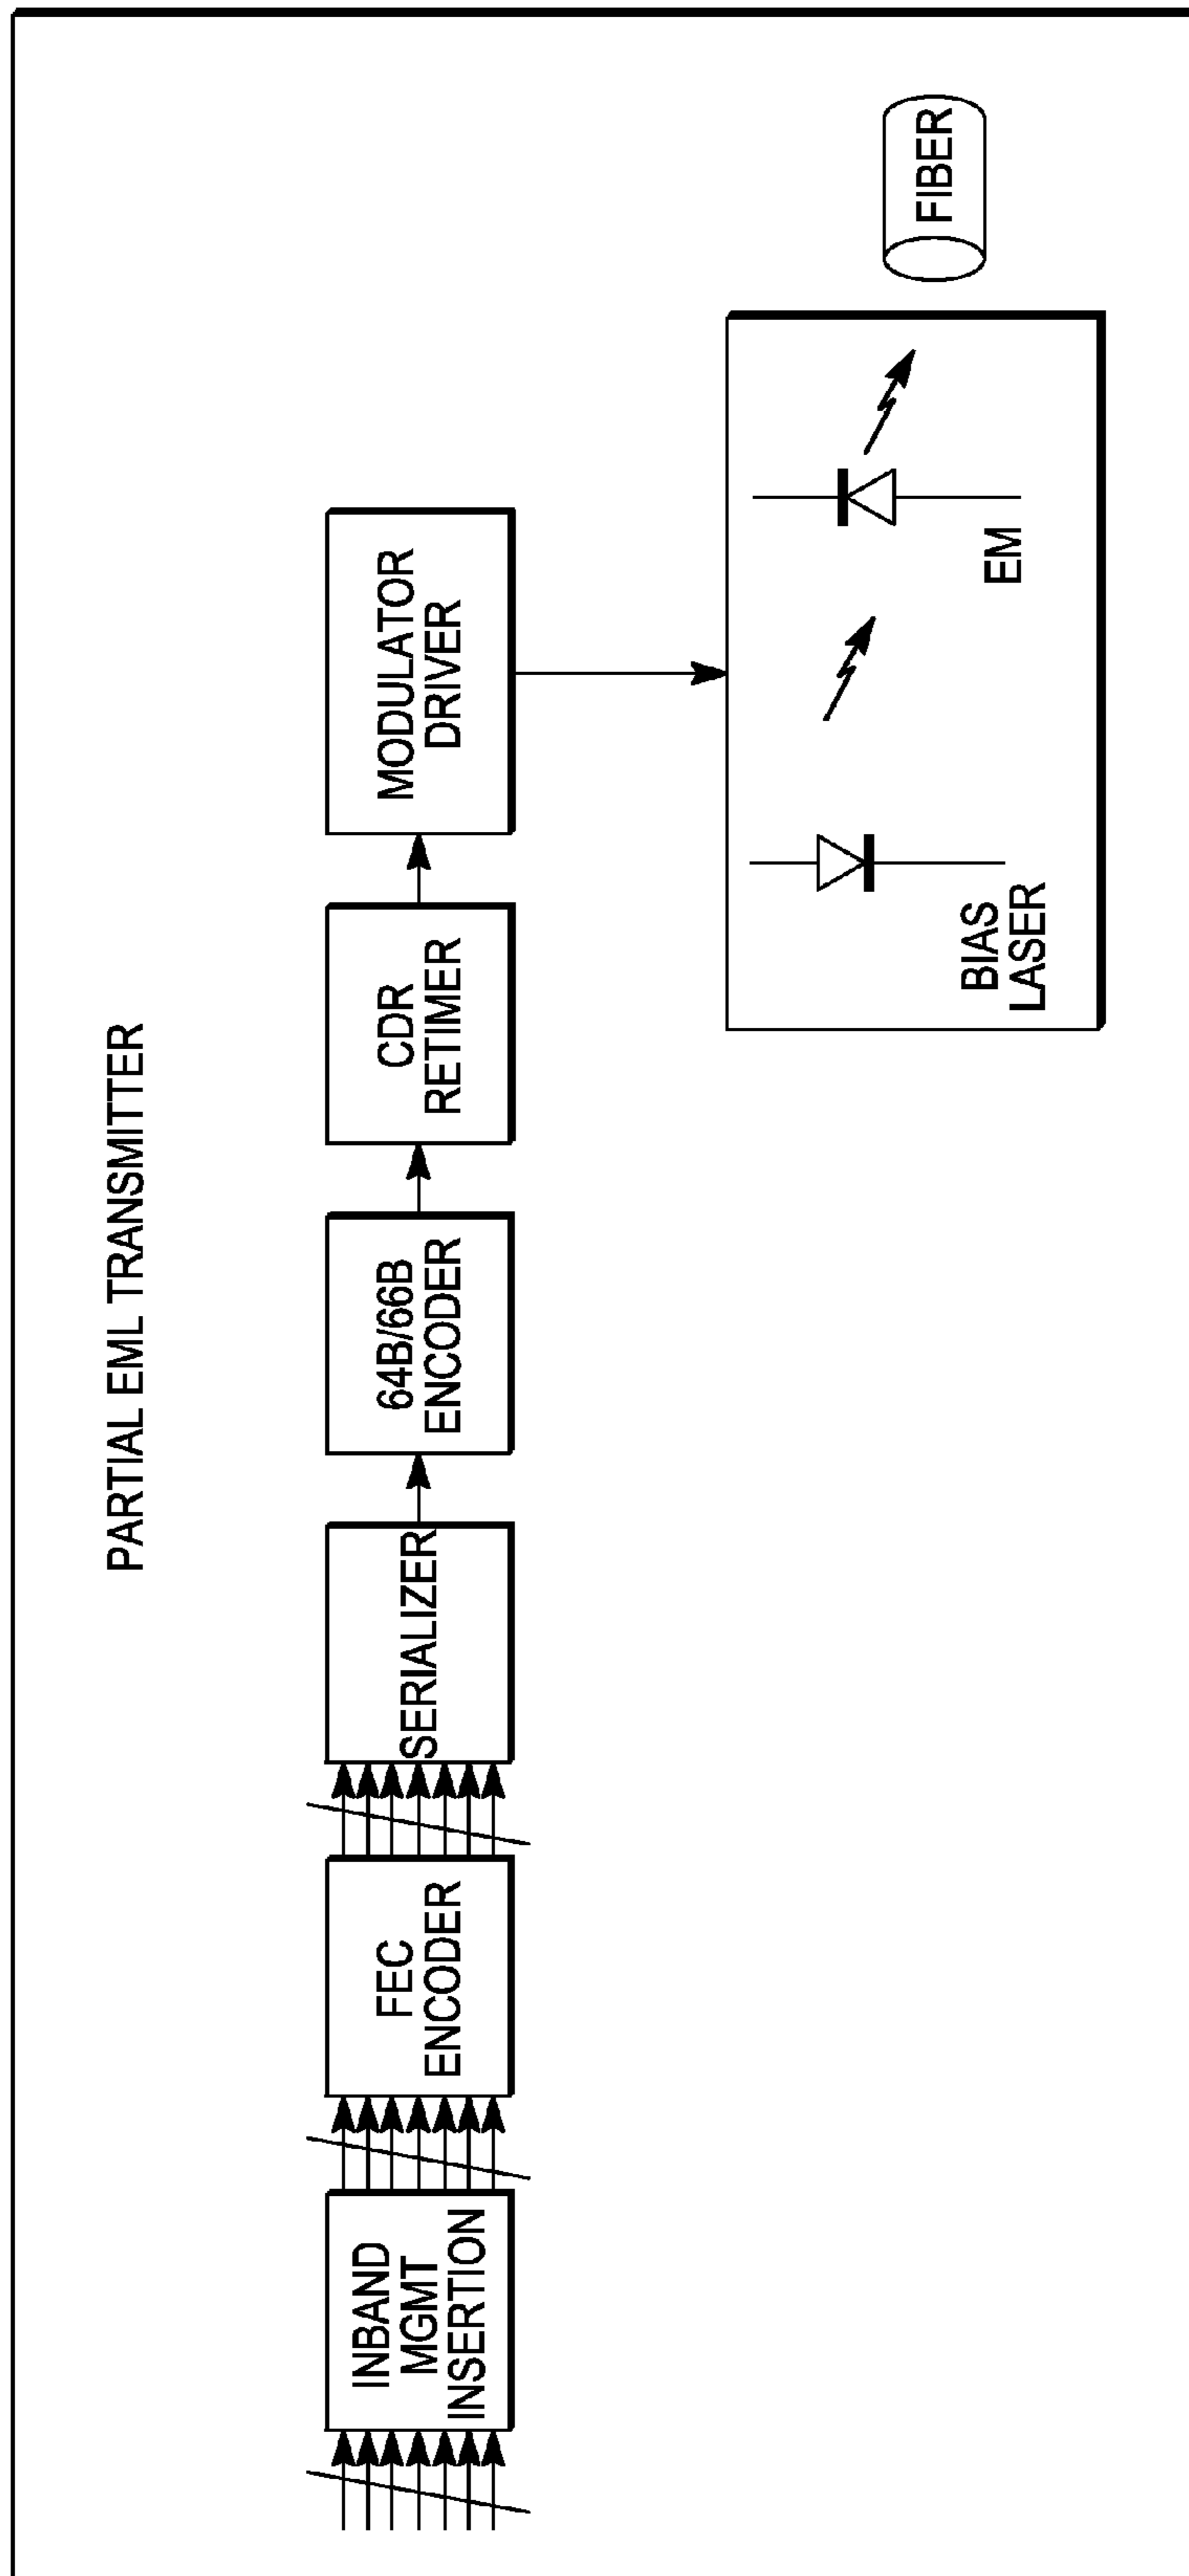 PARTIAL EML TRANSMITTER
INBAND
MGMT
INSERTION
FEC
ENCODER
SERIALIZER
64B/66B
ENCODER
CDR
RETIMER
MODULATOR
DRIVER
BIAS
LASER
EM
FIBER